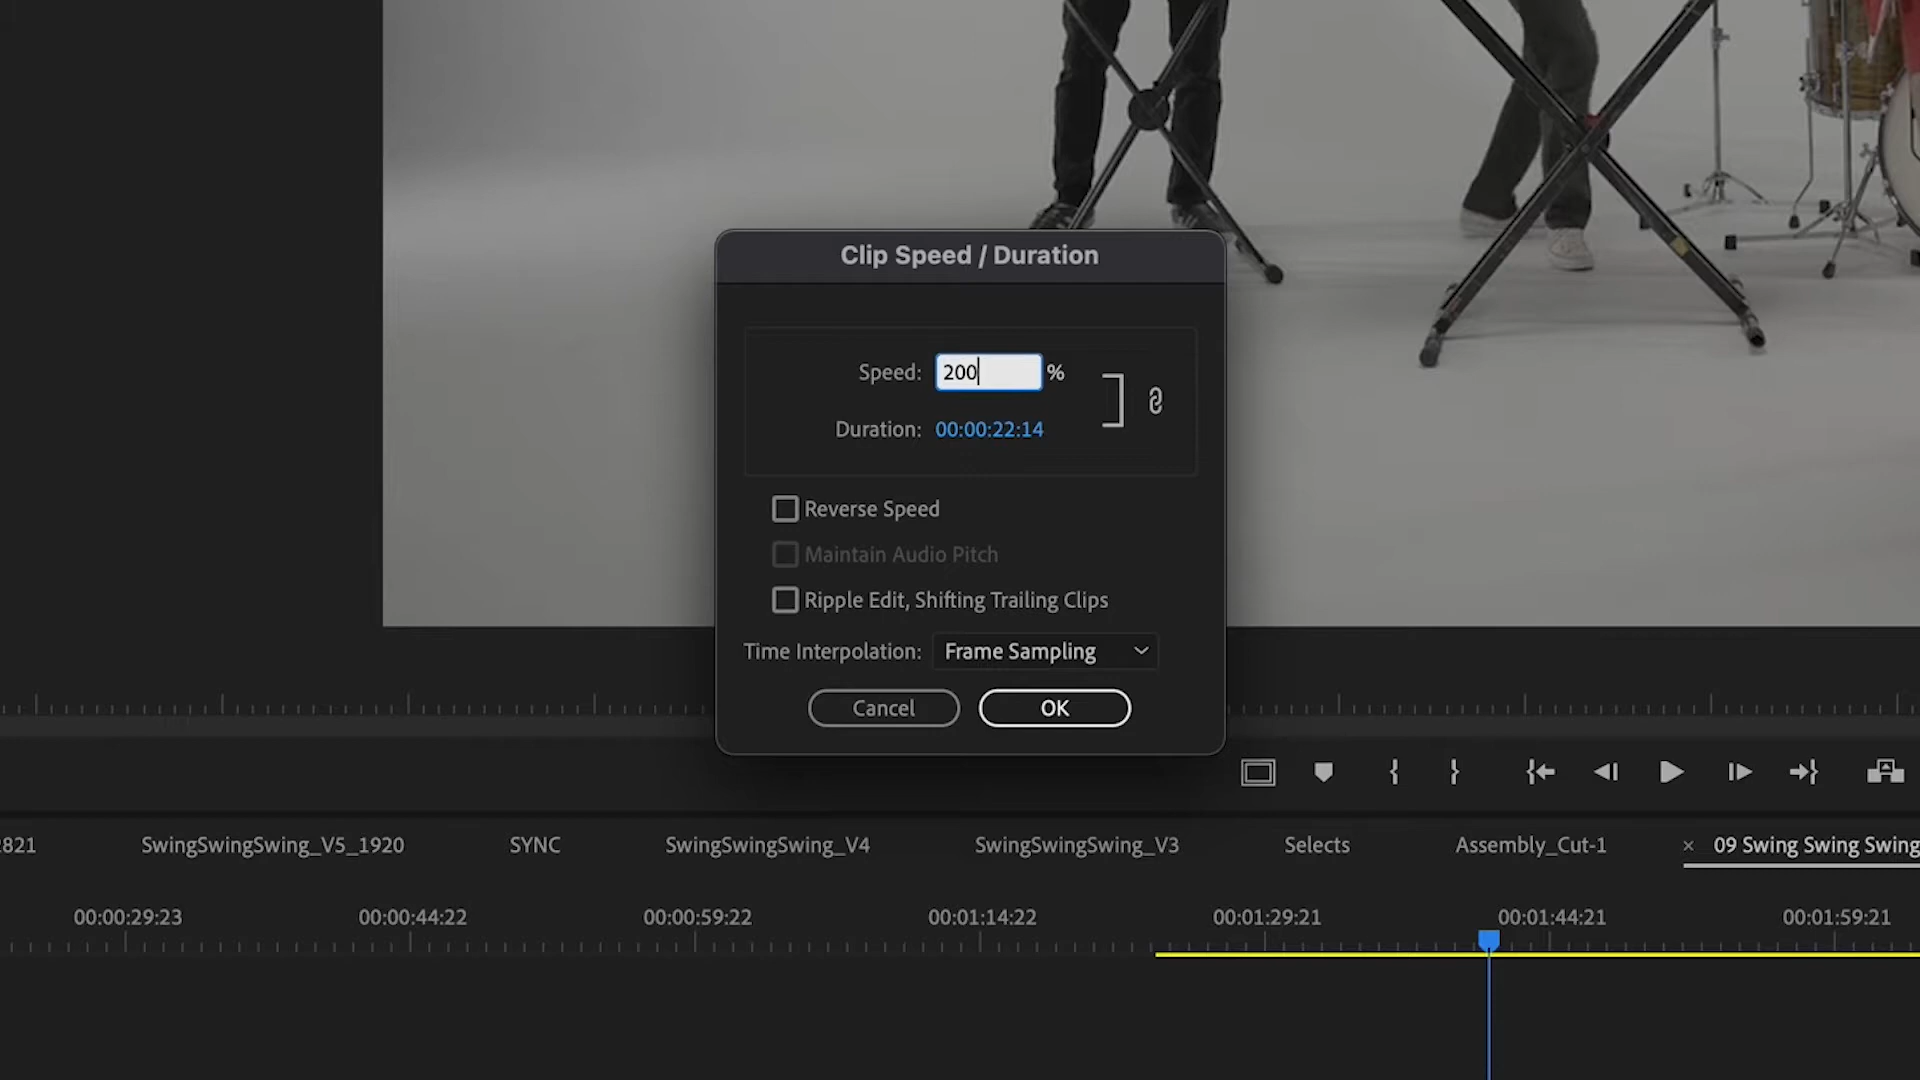 Clip Speed / Duration
Speed: 200 %
Duration: 00:00:22:14
Reverse Speed
Maintain Audio Pitch
Ripple Edit, Shifting Trailing Clips
Time Interpolation: Frame Sampling
Cancel OK
821 SwingSwingSwing_V5_1920 SYNC SwingSwingSwing_V4 SwingSwingSwing_V3 Selects Assembly_Cut-1 × 09 Swing Swing Swing
00:00:29:23 00:00:44:22 00:00:59:22 00:01:14:22 00:01:29:21 00:01:44:21 00:01:59:21